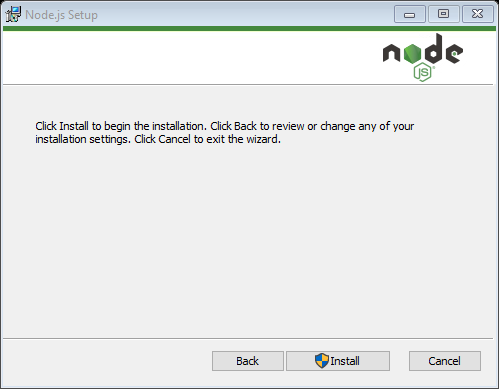 Node.js Setup
node
JS
Click Install to begin the installation. Click Back to review or change any of your
installation settings. Click Cancel to exit the wizard.
Back
Install
Cancel